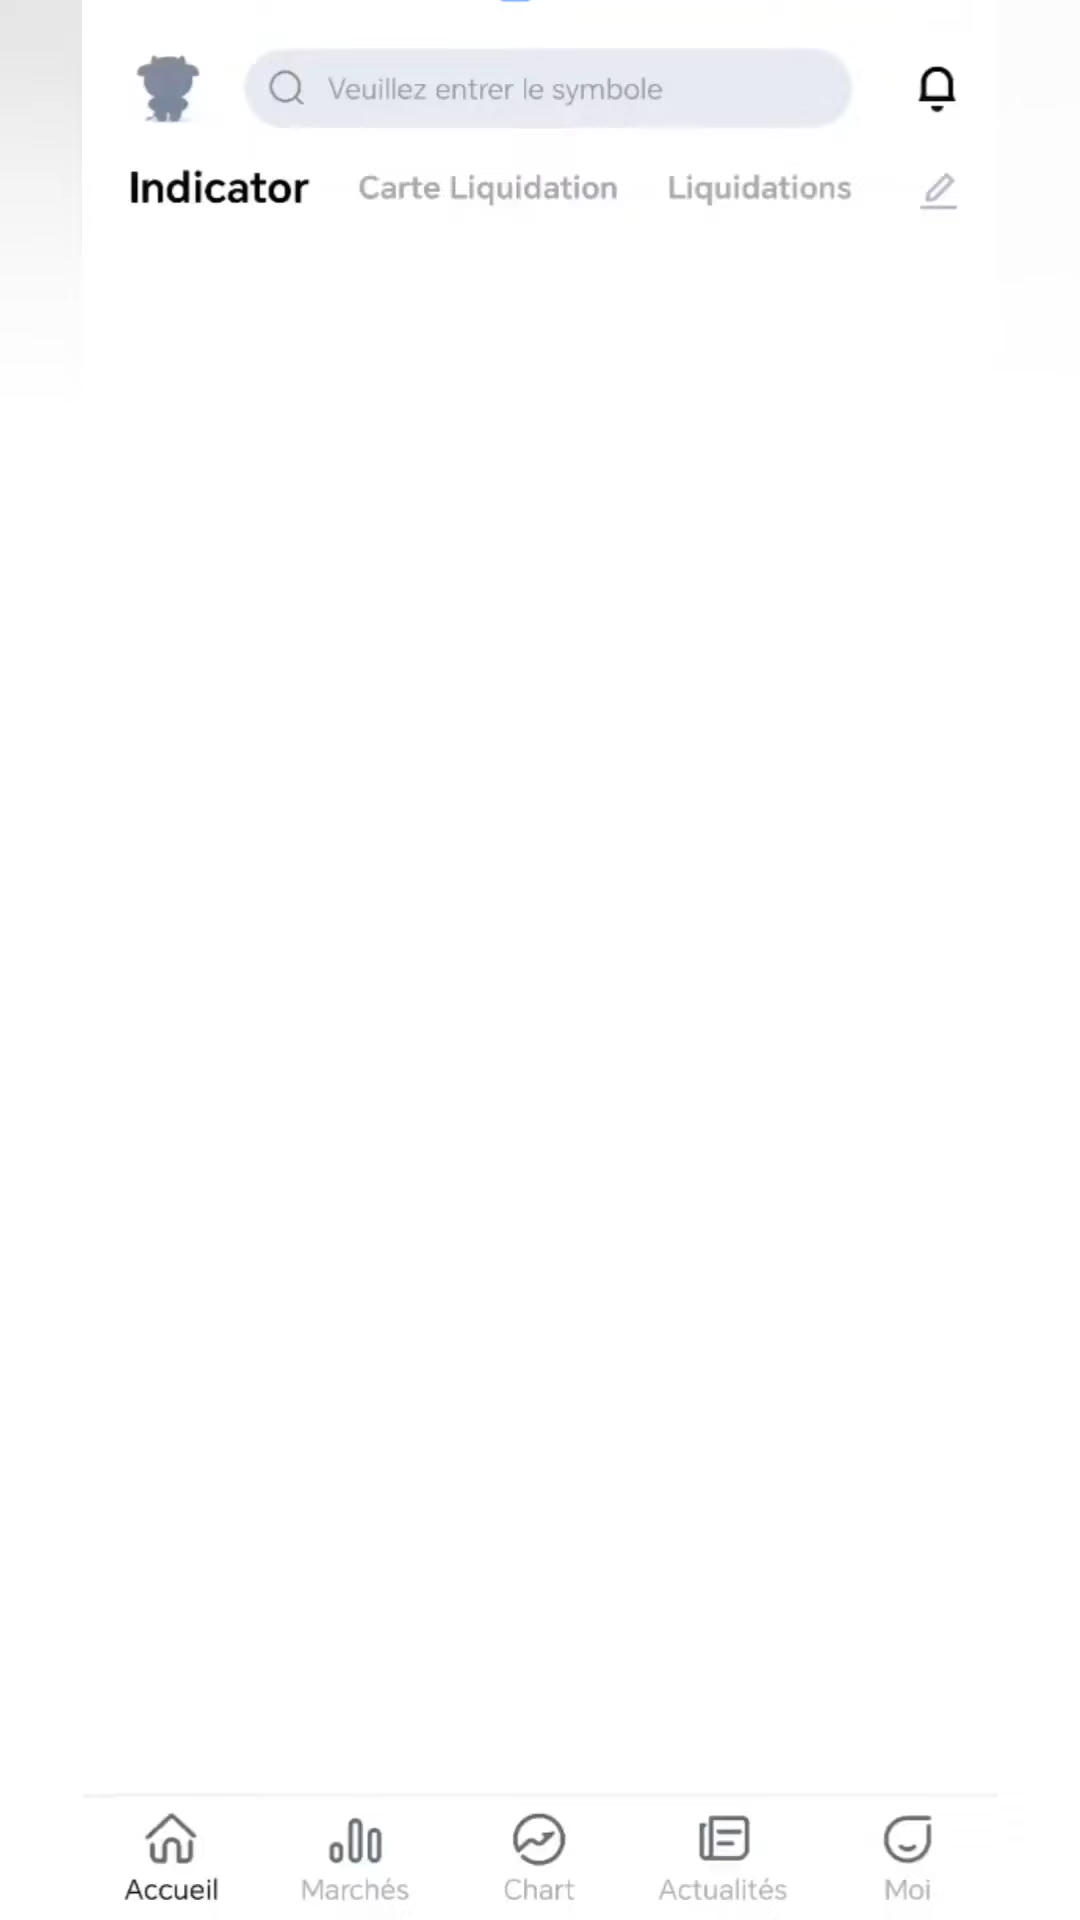 Veuillez entrer le symbole
Indicator Carte Liquidation Liquidations
Accueil Marchés Chart Actualités Moi